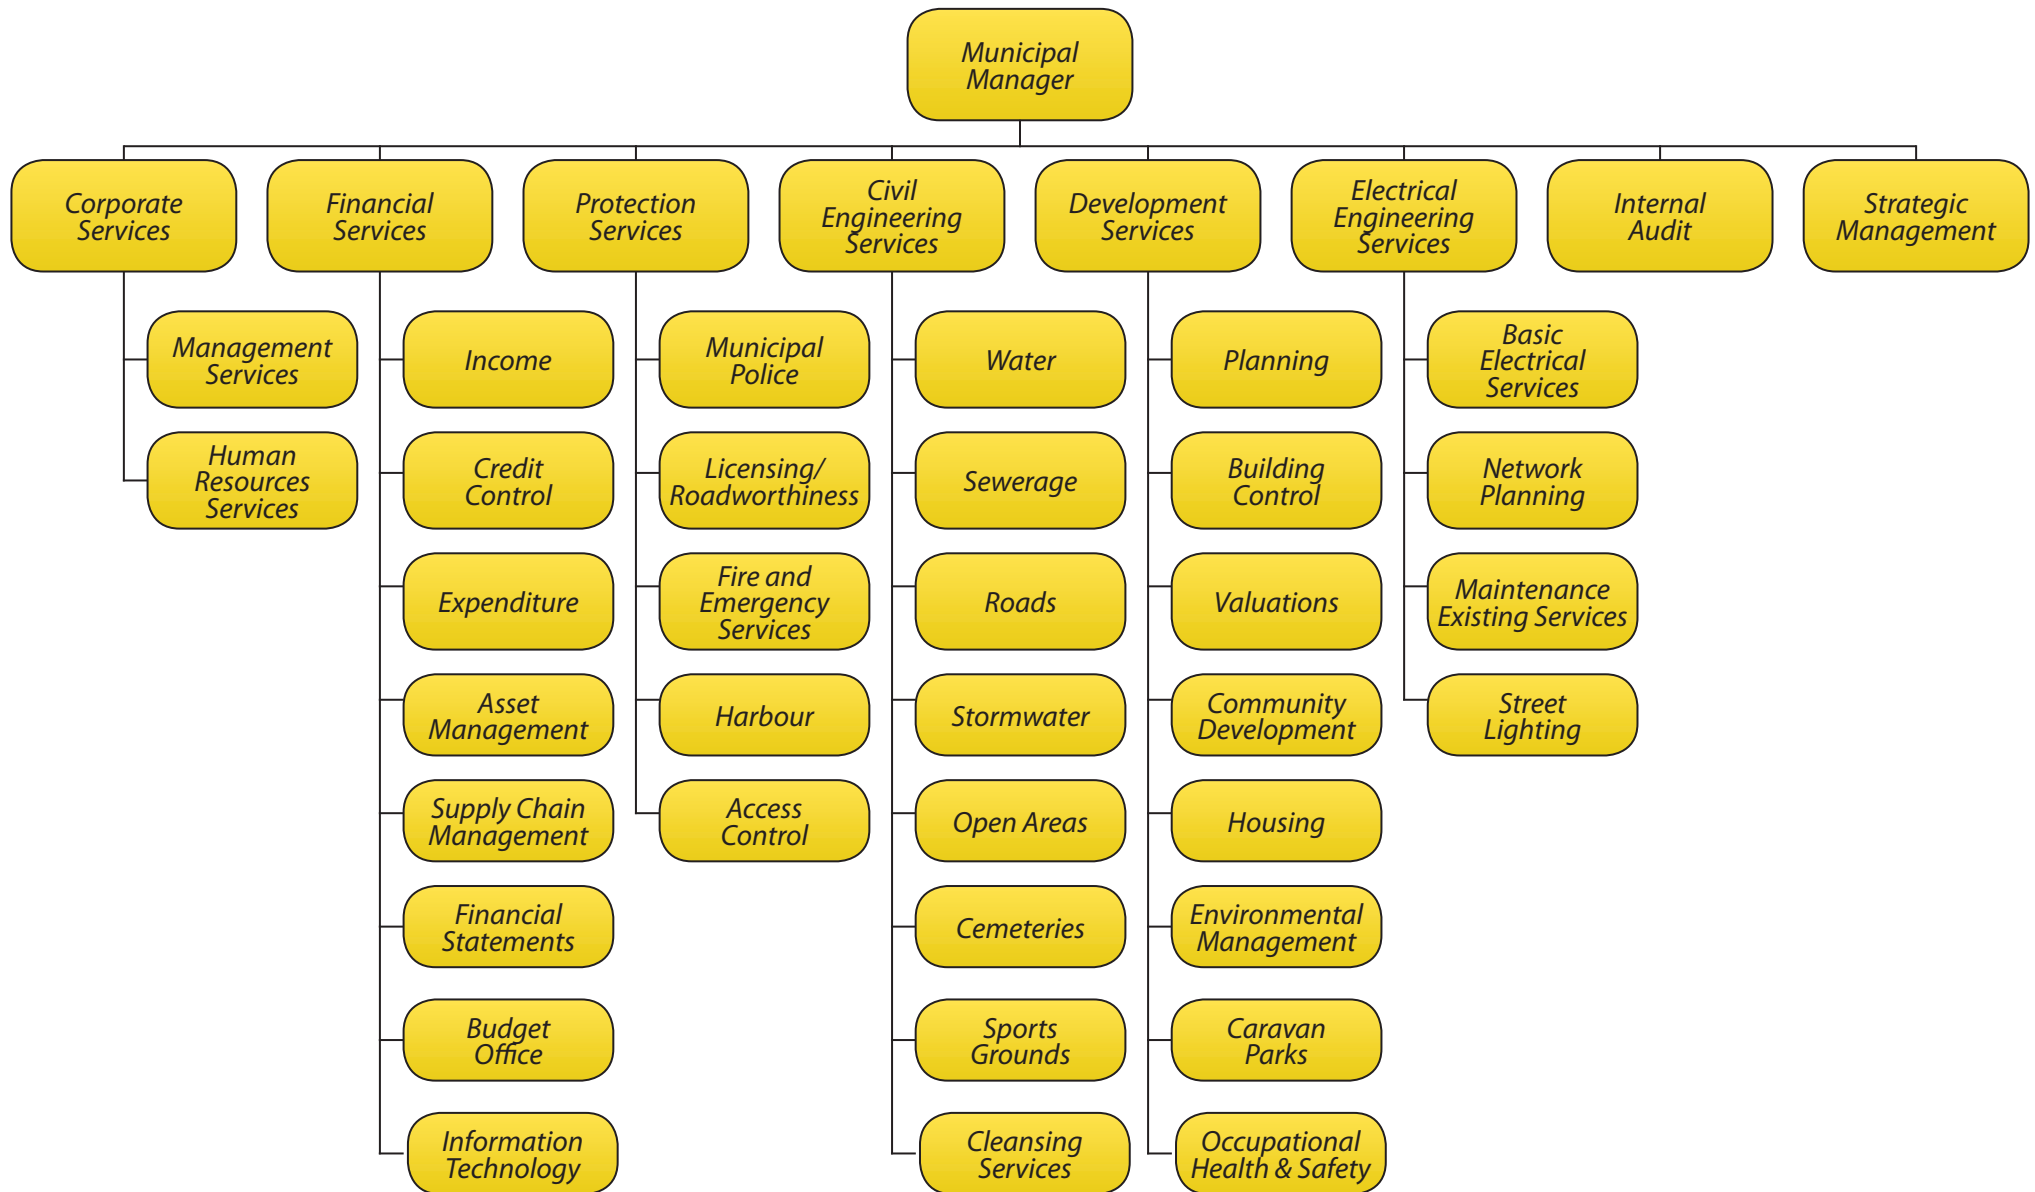 Municipal
Manager
Corporate
Services
Financial
Services
Protection
Services
Civil
Engineering
Services
Development
Services
Electrical
Engineering
Services
Internal
Audit
Strategic
Management
Management
Services
Human
Resources
Services
Income
Credit
Control
Expenditure
Asset
Management
Supply Chain
Management
Financial
Statements
Budget
Office
Information
Technology
Municipal
Police
Licensing/
Roadworthiness
Fire and
Emergency
Services
Harbour
Access
Control
Water
Sewerage
Roads
Stormwater
Open Areas
Cemeteries
Sports
Grounds
Cleansing
Services
Planning
Building
Control
Valuations
Community
Development
Housing
Environmental
Management
Caravan
Parks
Occupational
Health & Safety
Basic
Electrical
Services
Network
Planning
Maintenance
Existing Services
Street
Lighting